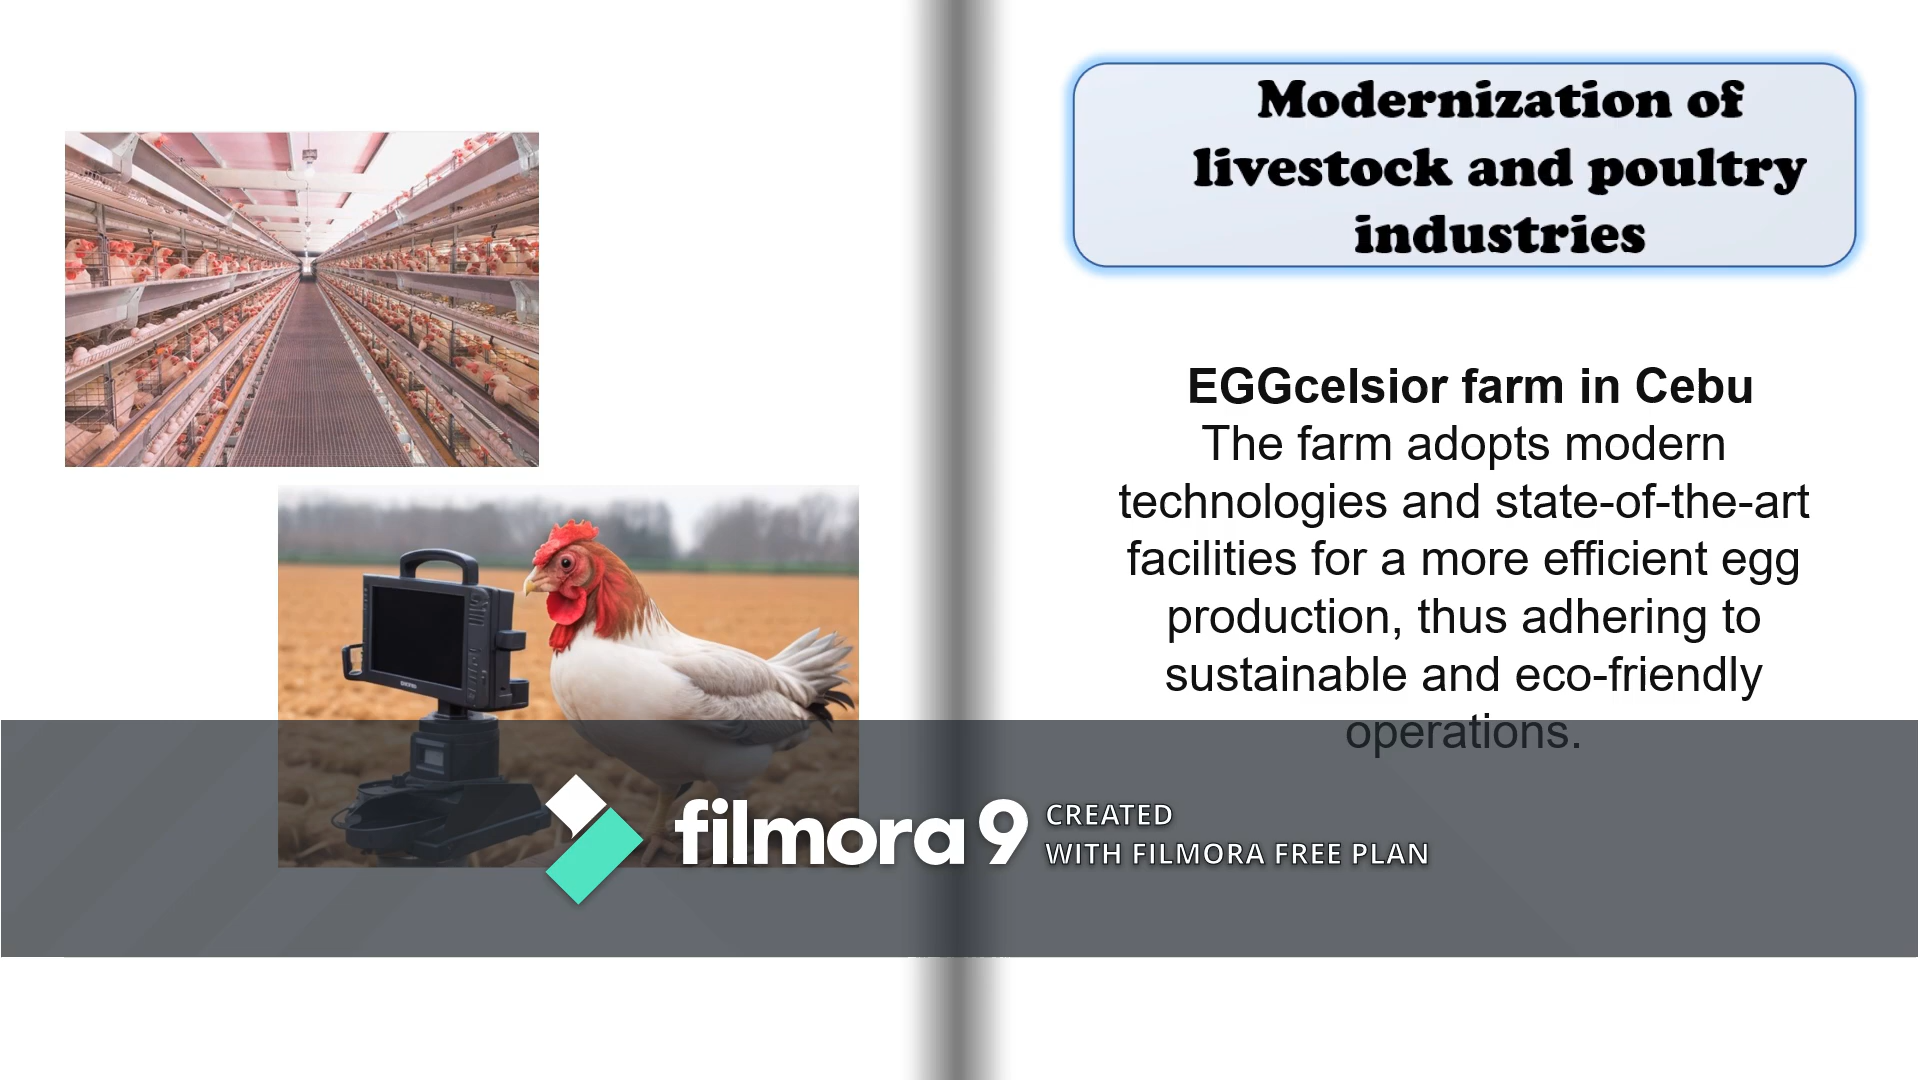 Modernization of
livestock and poultry
industries
EGGcelsior farm in Cebu
The farm adopts modern
technologies and state-of-the-art
facilities for a more efficient egg
production, thus adhering to
sustainable and eco-friendly
operations.
filmora 9
CREATED
WITH FILMORA FREE PLAN